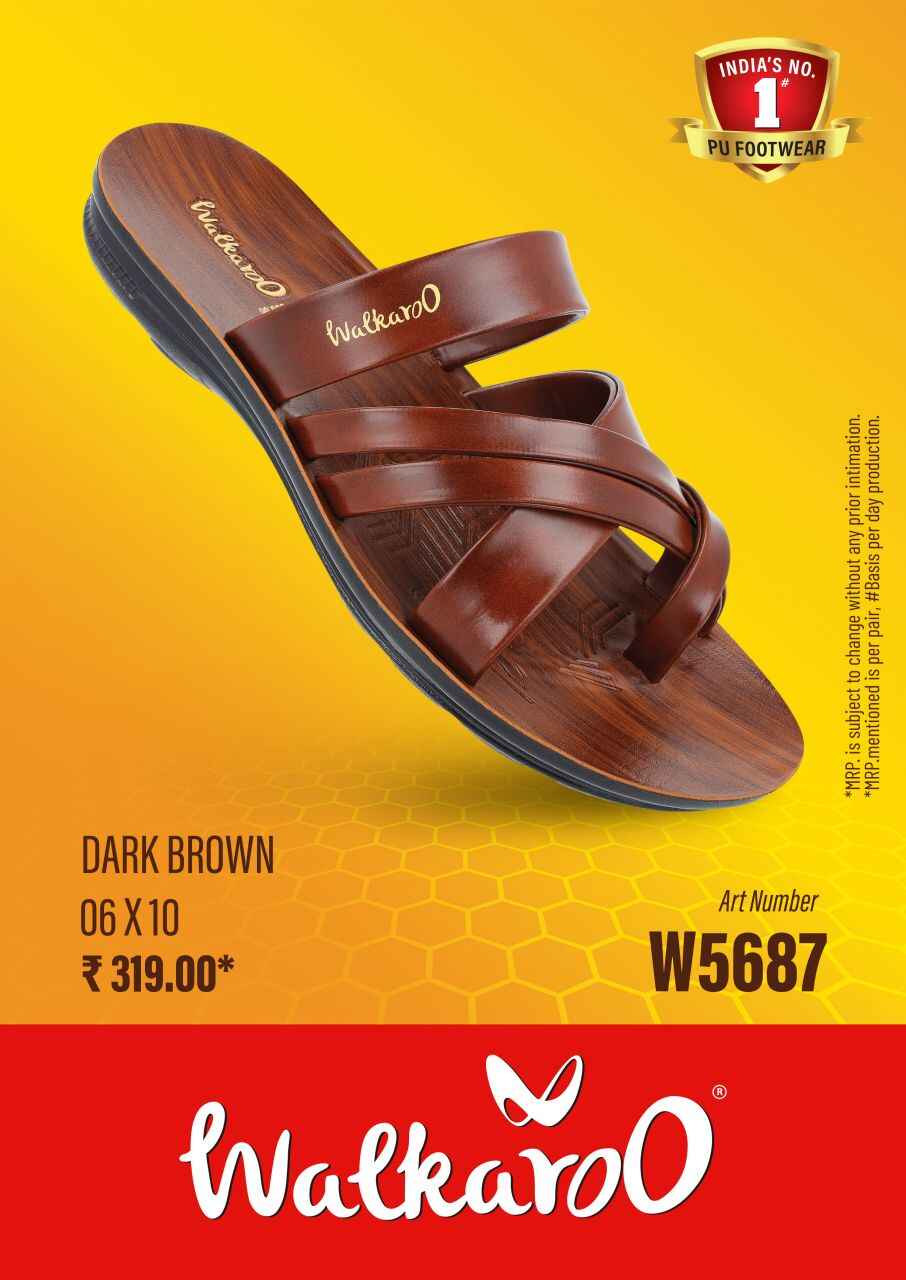 INDIA'S NO.
1#
PU FOOTWEAR
Walkaroo
Walkaroo
*MRP. is subject to change without any prior intimation.
*MRP.mentioned is per pair, #Basis per day production.
DARK BROWN
06 X 10
₹ 319.00*
Art Number
W5687
Walkaroo®